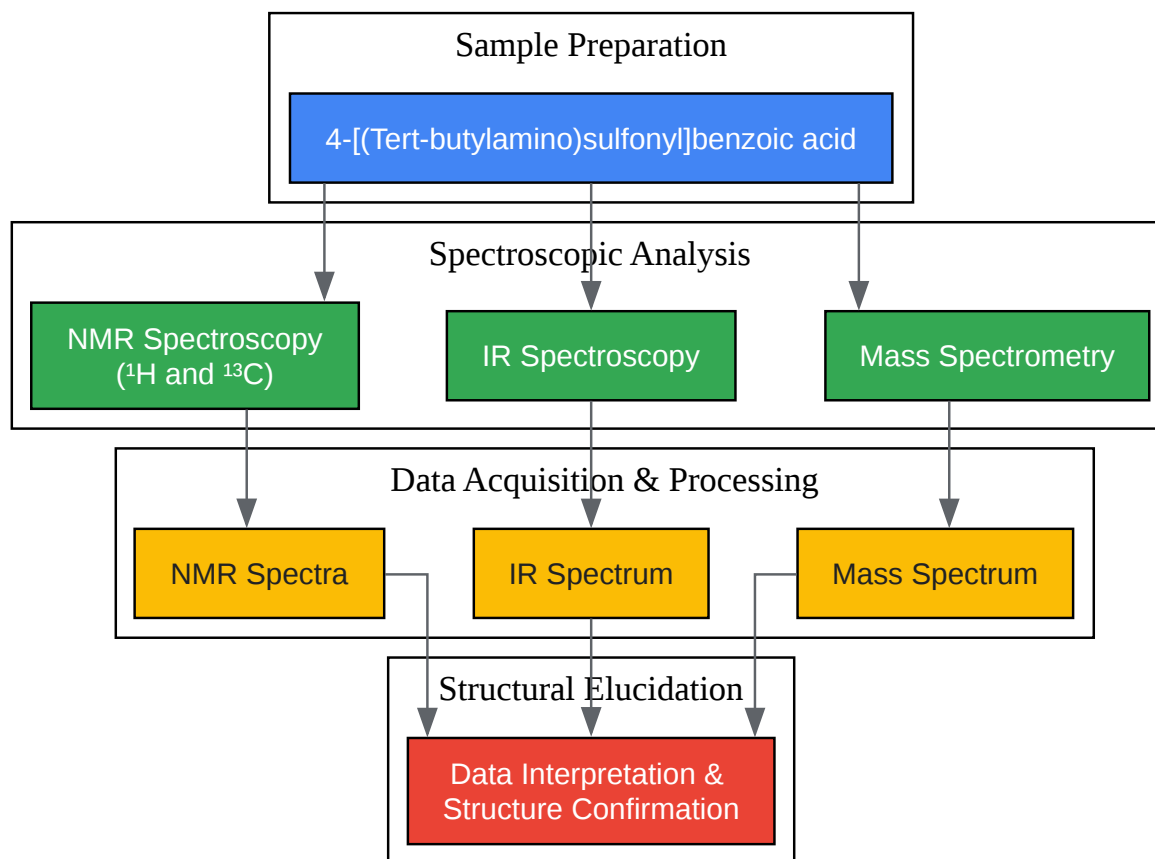 Sample Preparation
4-[(Tert-butylamino)sulfonyl]benzoic acid
Spectroscopic Analysis
NMR Spectroscopy
(¹H and ¹³C)
IR Spectroscopy
Mass Spectrometry
Data Acquisition & Processing
NMR Spectra
IR Spectrum
Mass Spectrum
Structural Elucidation
Data Interpretation &
Structure Confirmation